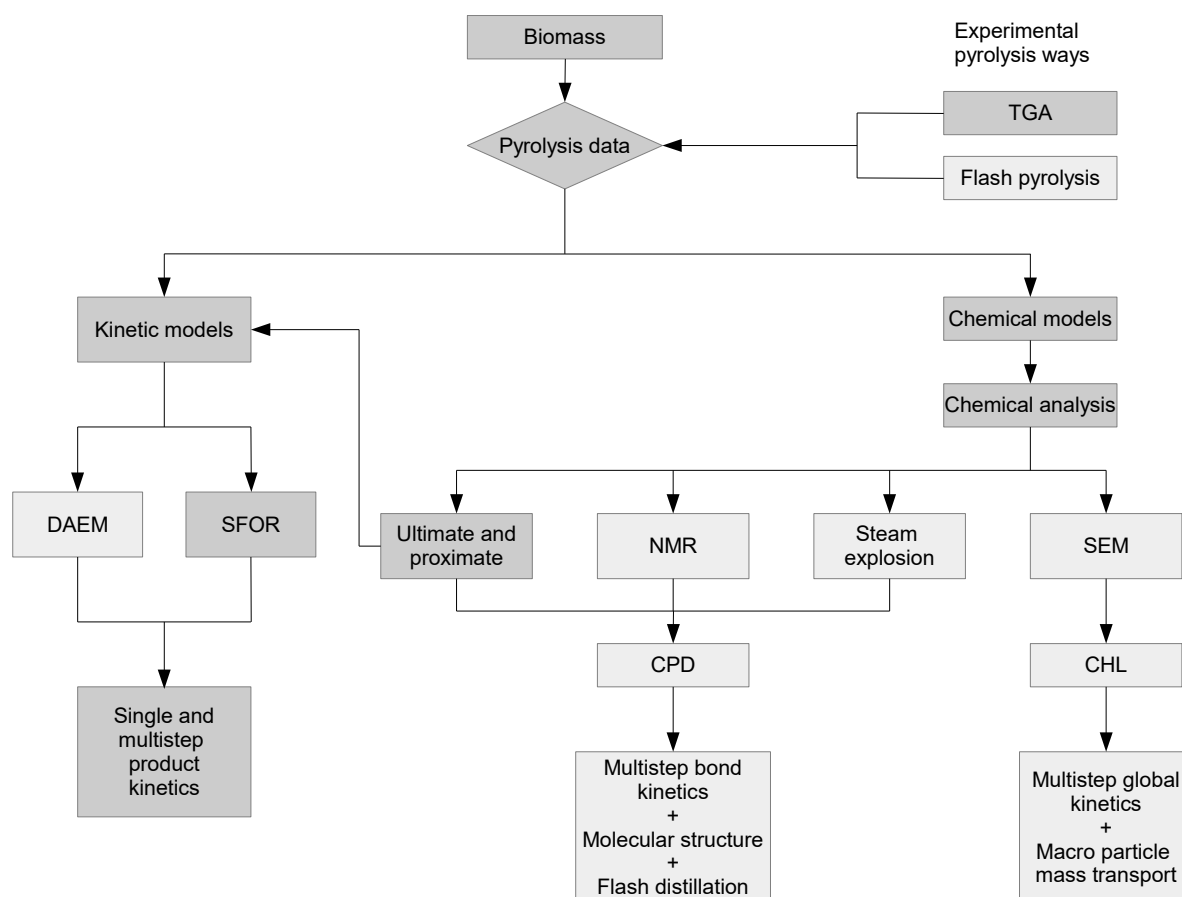 Biomass
Experimental
pyrolysis ways
TGA
Pyrolysis data
Flash pyrolysis
Kinetic models
Chemical models
Chemical analysis
DAEM
SFOR
Ultimate and
proximate
NMR
Steam
explosion
SEM
CPD
CHL
Single and
multistep
product
kinetics
Multistep bond
kinetics
+
Molecular structure
+
Flash distillation
Multistep global
kinetics
+
Macro particle
mass transport